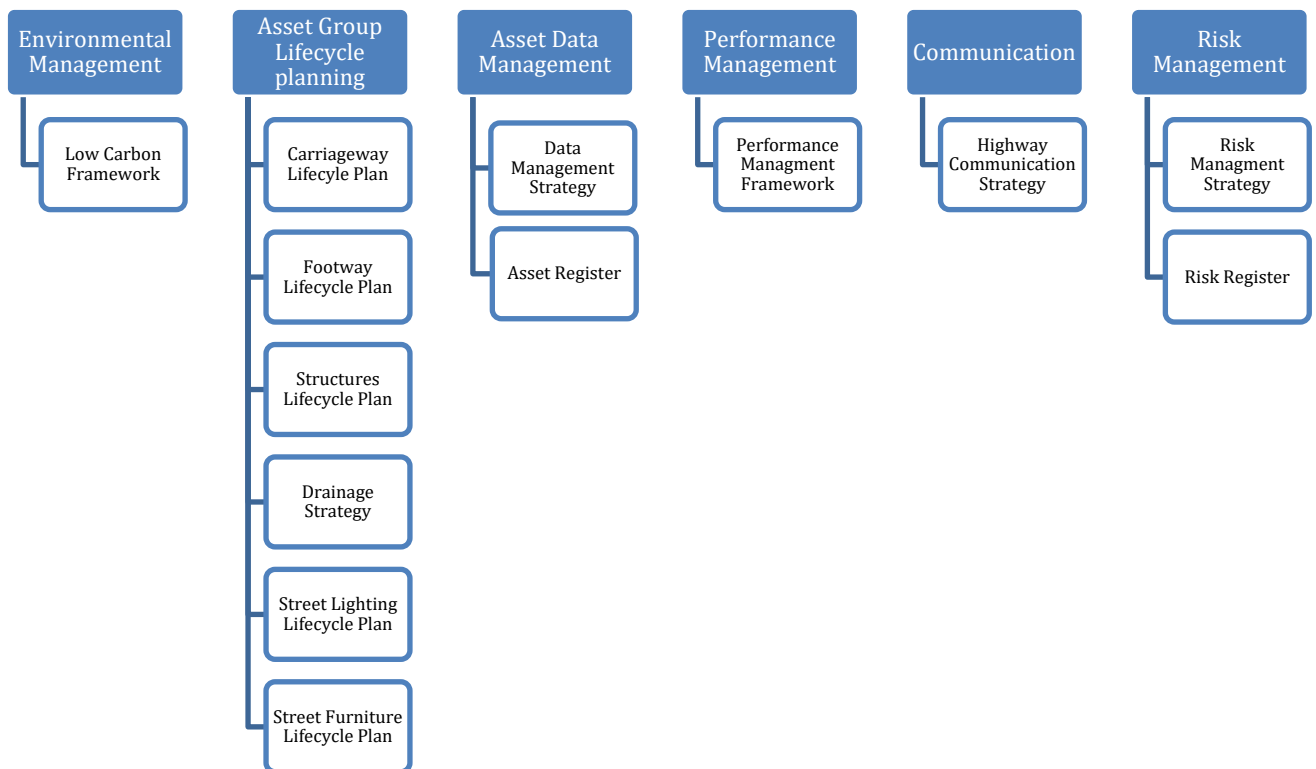 Environmental
Management
Low Carbon
Framework
Asset Group
Lifecycle
planning
Carriageway
Lifecyle Plan
Footway
Lifecycle Plan
Structures
Lifecycle Plan
Drainage
Strategy
Street Lighting
Lifecycle Plan
Street Furniture
Lifecycle Plan
Asset Data
Management
Data
Management
Strategy
Asset Register
Performance
Management
Performance
Managment
Framework
Communication
Highway
Communication
Strategy
Risk
Management
Risk
Managment
Strategy
Risk Register